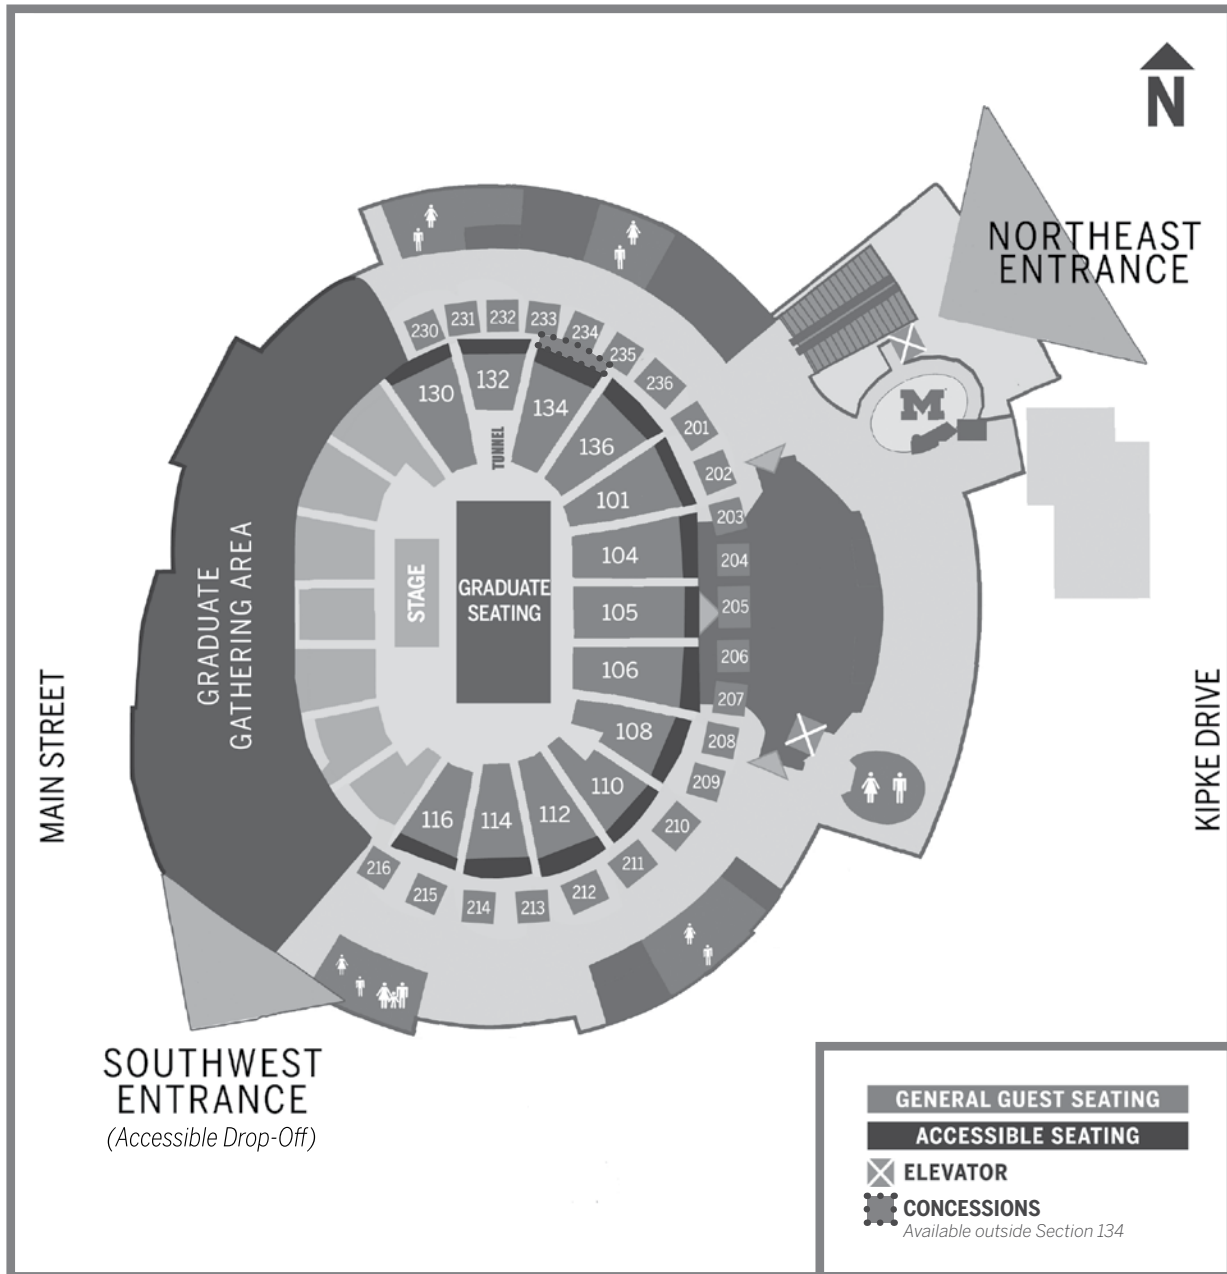 N
NORTHEAST
ENTRANCE
230
231
232
233
234
235
236
201
202
203
204
205
206
207
208
209
210
211
212
213
214
215
216
130
132
134
136
101
104
105
106
108
110
112
114
116
TUNNEL
M
STAGE
GRADUATE
SEATING
GRADUATE
GATHERING AREA
MAIN STREET
KIPKE DRIVE
SOUTHWEST
ENTRANCE
(Accessible Drop-Off)
GENERAL GUEST SEATING
ACCESSIBLE SEATING
ELEVATOR
CONCESSIONS
Available outside Section 134